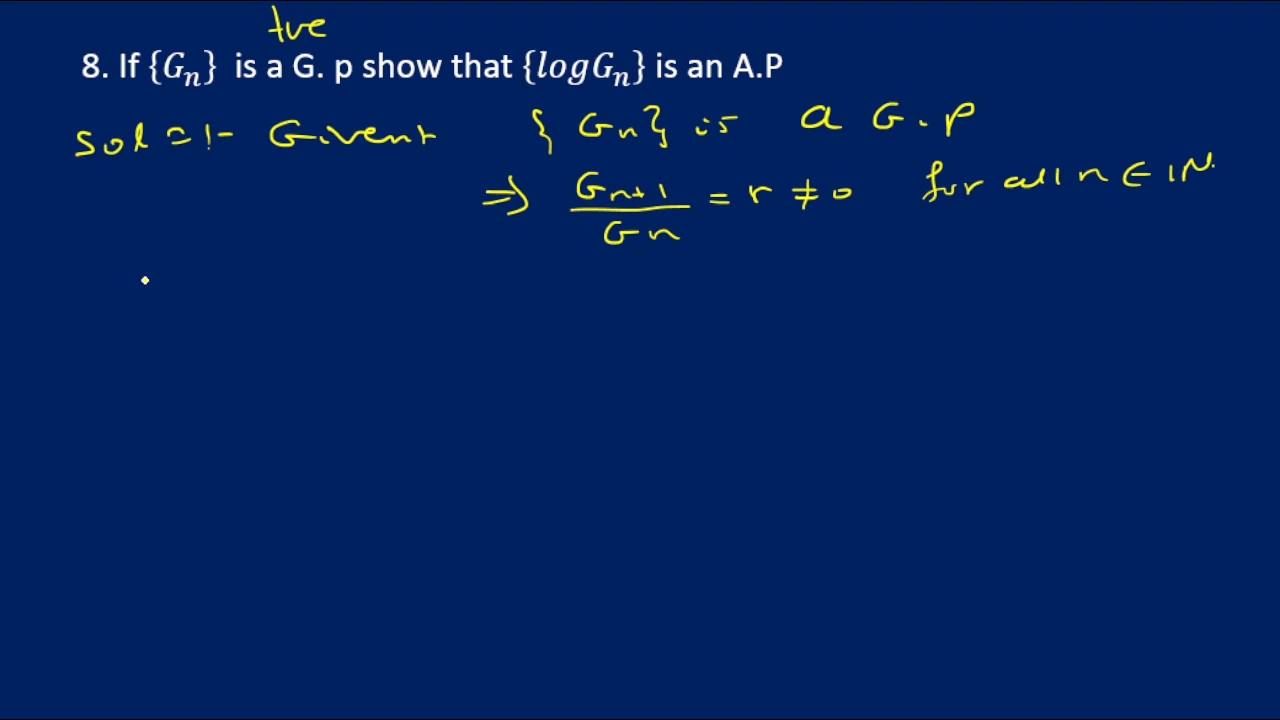 +ve
8. If {Gₙ} is a G. p show that {logGₙ} is an A.P
Sol=:- Given {Gₙ} is a G.P
⇒ Gₙ₊₁/Gₙ = r ≠ 0 for all n ∈ IN.